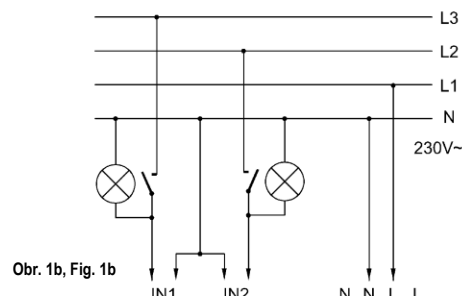 L3
L2
L1
N
230V~
Obr. 1b, Fig. 1b
IN1 IN2 N N L L